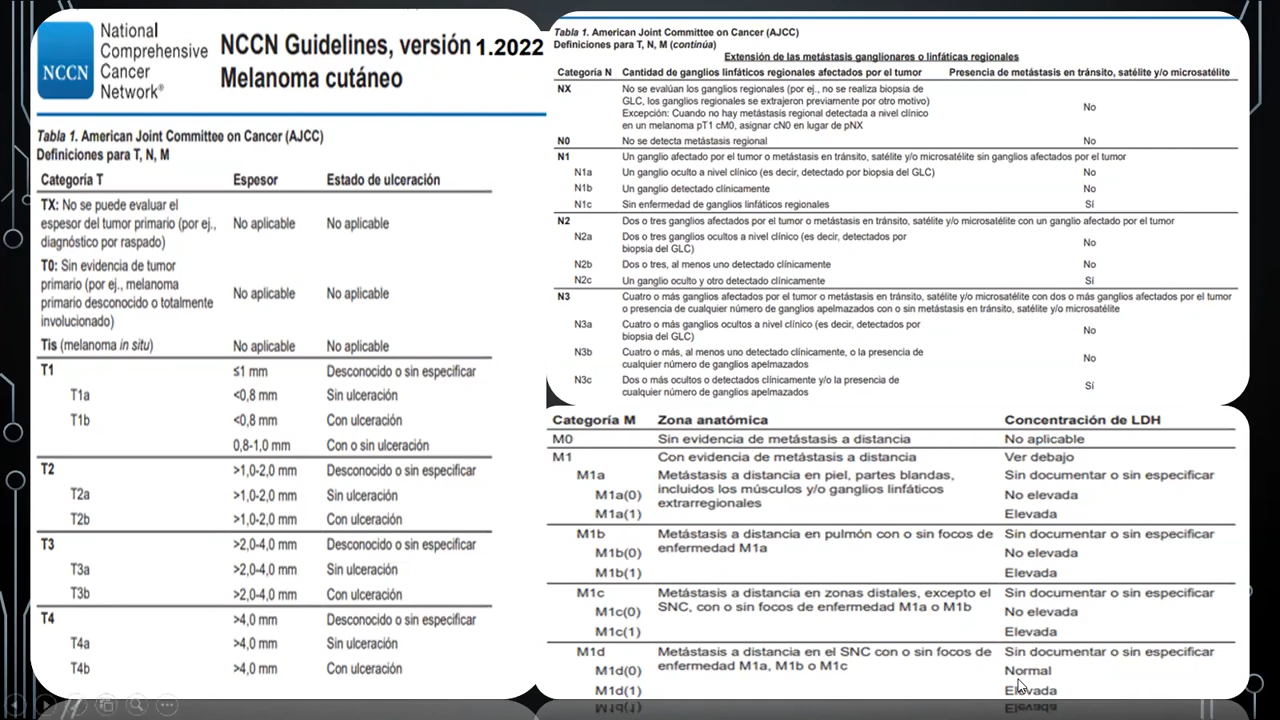 National
Comprehensive
Cancer
Network®
NCCN
NCCN Guidelines, versión 1.2022
Melanoma cutáneo
Tabla 1. American Joint Committee on Cancer (AJCC)
Definiciones para T, N, M
Categoría T Espesor Estado de ulceración
TX: No se puede evaluar el
espesor del tumor primario (por ej., No aplicable No aplicable
diagnóstico por raspado)
T0: Sin evidencia de tumor
primario (por ej., melanoma No aplicable No aplicable
primario desconocido o totalmente
involucionado)
Tis (melanoma in situ) No aplicable No aplicable
T1 ≤1 mm Desconocido o sin especificar
T1a <0,8 mm Sin ulceración
T1b <0,8 mm Con ulceración
0,8-1,0 mm Con o sin ulceración
T2 >1,0-2,0 mm Desconocido o sin especificar
T2a >1,0-2,0 mm Sin ulceración
T2b >1,0-2,0 mm Con ulceración
T3 >2,0-4,0 mm Desconocido o sin especificar
T3a >2,0-4,0 mm Sin ulceración
T3b >2,0-4,0 mm Con ulceración
T4 >4,0 mm Desconocido o sin especificar
T4a >4,0 mm Sin ulceración
T4b >4,0 mm Con ulceración
Tabla 1. American Joint Committee on Cancer (AJCC)
Definiciones para T, N, M (continúa)
Extensión de las metástasis ganglionares o linfáticas regionales
Categoría N Cantidad de ganglios linfáticos regionales afectados por el tumor Presencia de metástasis en tránsito, satélite y/o microsatélite
NX No se evalúan los ganglios regionales (por ej., no se realiza biopsia de
GLC, los ganglios regionales se extrajeron previamente por otro motivo) No
Excepción: Cuando no hay metástasis regional detectada a nivel clínico
en un melanoma pT1 cM0, asignar cN0 en lugar de pNX
N0 No se detecta metástasis regional No
N1 Un ganglio afectado por el tumor o metástasis en tránsito, satélite y/o microsatélite sin ganglios afectados por el tumor
N1a Un ganglio oculto a nivel clínico (es decir, detectado por biopsia del GLC) No
N1b Un ganglio detectado clínicamente No
N1c Sin enfermedad de ganglios linfáticos regionales Sí
N2 Dos o tres ganglios afectados por el tumor o metástasis en tránsito, satélite y/o microsatélite con un ganglio afectado por el tumor
N2a Dos o tres ganglios ocultos a nivel clínico (es decir, detectados por No
biopsia del GLC)
N2b Dos o tres, al menos uno detectado clínicamente No
N2c Un ganglio oculto y otro detectado clínicamente Sí
N3 Cuatro o más ganglios afectados por el tumor o metástasis en tránsito, satélite y/o microsatélite con dos o más ganglios afectados por el tumor
o presencia de cualquier número de ganglios apelmazados con o sin metástasis en tránsito, satélite y/o microsatélite
N3a Cuatro o más ganglios ocultos a nivel clínico (es decir, detectados por No
biopsia del GLC)
N3b Cuatro o más, al menos uno detectado clínicamente, o la presencia de No
cualquier número de ganglios apelmazados
N3c Dos o más ocultos o detectados clínicamente y/o la presencia de Sí
cualquier número de ganglios apelmazados
Categoría M Zona anatómica Concentración de LDH
M0 Sin evidencia de metástasis a distancia No aplicable
M1 Con evidencia de metástasis a distancia Ver debajo
M1a Metástasis a distancia en piel, partes blandas, Sin documentar o sin especificar
M1a(0) incluidos los músculos y/o ganglios linfáticos No elevada
M1a(1) extrarregionales Elevada
M1b Metástasis a distancia en pulmón con o sin focos de Sin documentar o sin especificar
M1b(0) enfermedad M1a No elevada
M1b(1) Elevada
M1c Metástasis a distancia en zonas distales, excepto el Sin documentar o sin especificar
M1c(0) SNC, con o sin focos de enfermedad M1a o M1b No elevada
M1c(1) Elevada
M1d Metástasis a distancia en el SNC con o sin focos de Sin documentar o sin especificar
M1d(0) enfermedad M1a, M1b o M1c Normal
M1d(1) Elevada